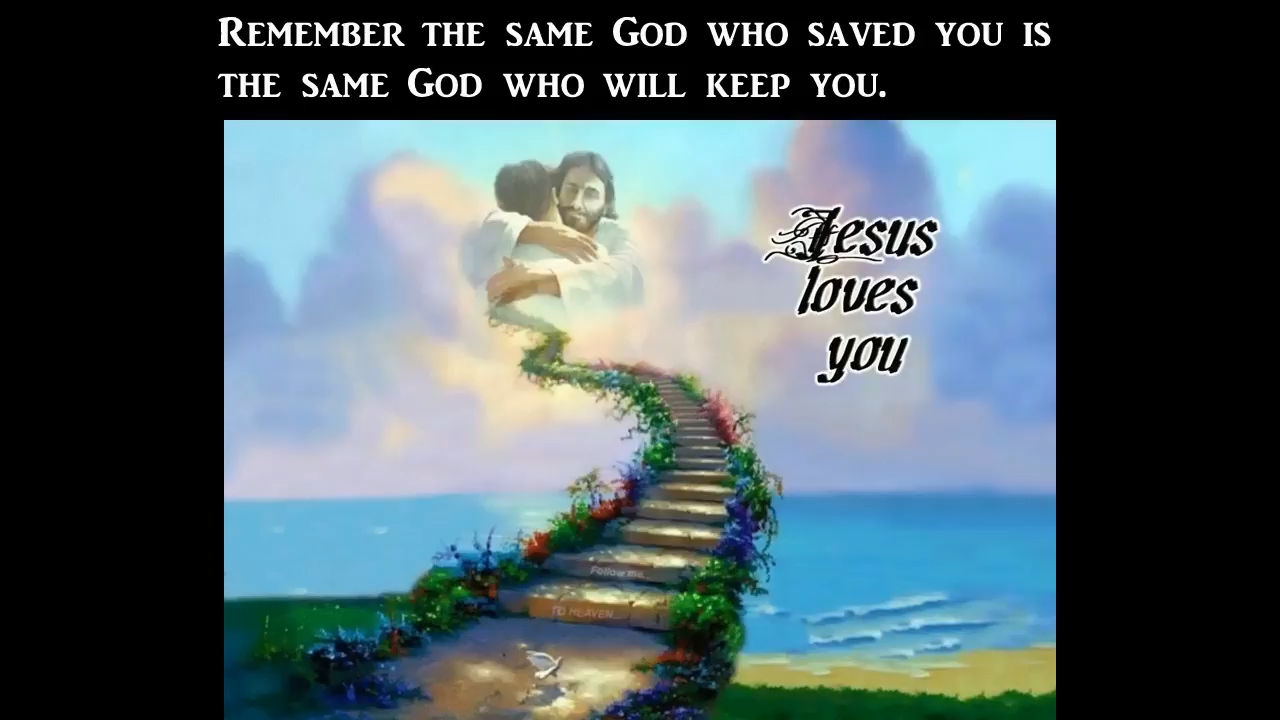 Remember the same God who saved you is
the same God who will keep you.
Jesus
loves
you
Follow me
TO HEAVEN